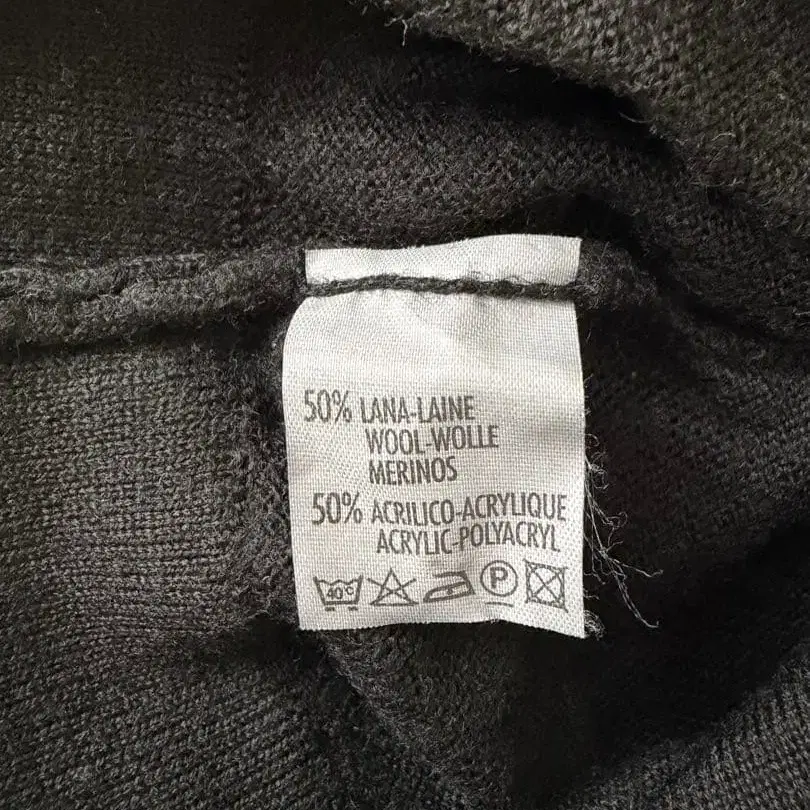 50% LANA-LAINE
WOOL-WOLLE
MERINOS
50% ACRILICO-ACRYLIQUE
ACRYLIC-POLYACRYL
40°C P